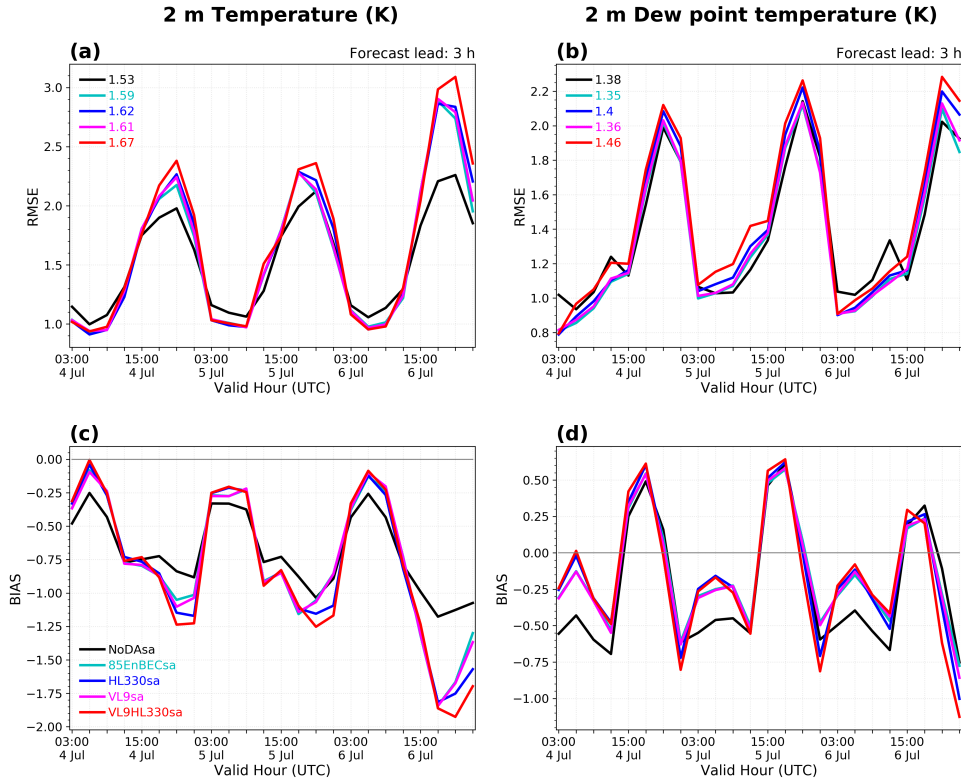 2 m Temperature (K)
2 m Dew point temperature (K)
(a)
Forecast lead: 3 h
1.53
1.59
1.62
1.61
1.67
3.0
2.5
2.0
1.5
1.0
RMSE
03:00 15:00 03:00 15:00 03:00 15:00
4 Jul 4 Jul 5 Jul 5 Jul 6 Jul 6 Jul
Valid Hour (UTC)
(b)
Forecast lead: 3 h
1.38
1.35
1.4
1.36
1.46
2.2
2.0
1.8
1.6
1.4
1.2
1.0
0.8
RMSE
03:00 15:00 03:00 15:00 03:00 15:00
4 Jul 4 Jul 5 Jul 5 Jul 6 Jul 6 Jul
Valid Hour (UTC)
(c)
0.00
−0.25
−0.50
−0.75
−1.00
−1.25
−1.50
−1.75
−2.00
BIAS
NoDAsa
85EnBECsa
HL330sa
VL9sa
VL9HL330sa
03:00 15:00 03:00 15:00 03:00 15:00
4 Jul 4 Jul 5 Jul 5 Jul 6 Jul 6 Jul
Valid Hour (UTC)
(d)
0.50
0.25
0.00
−0.25
−0.50
−0.75
−1.00
BIAS
03:00 15:00 03:00 15:00 03:00 15:00
4 Jul 4 Jul 5 Jul 5 Jul 6 Jul 6 Jul
Valid Hour (UTC)